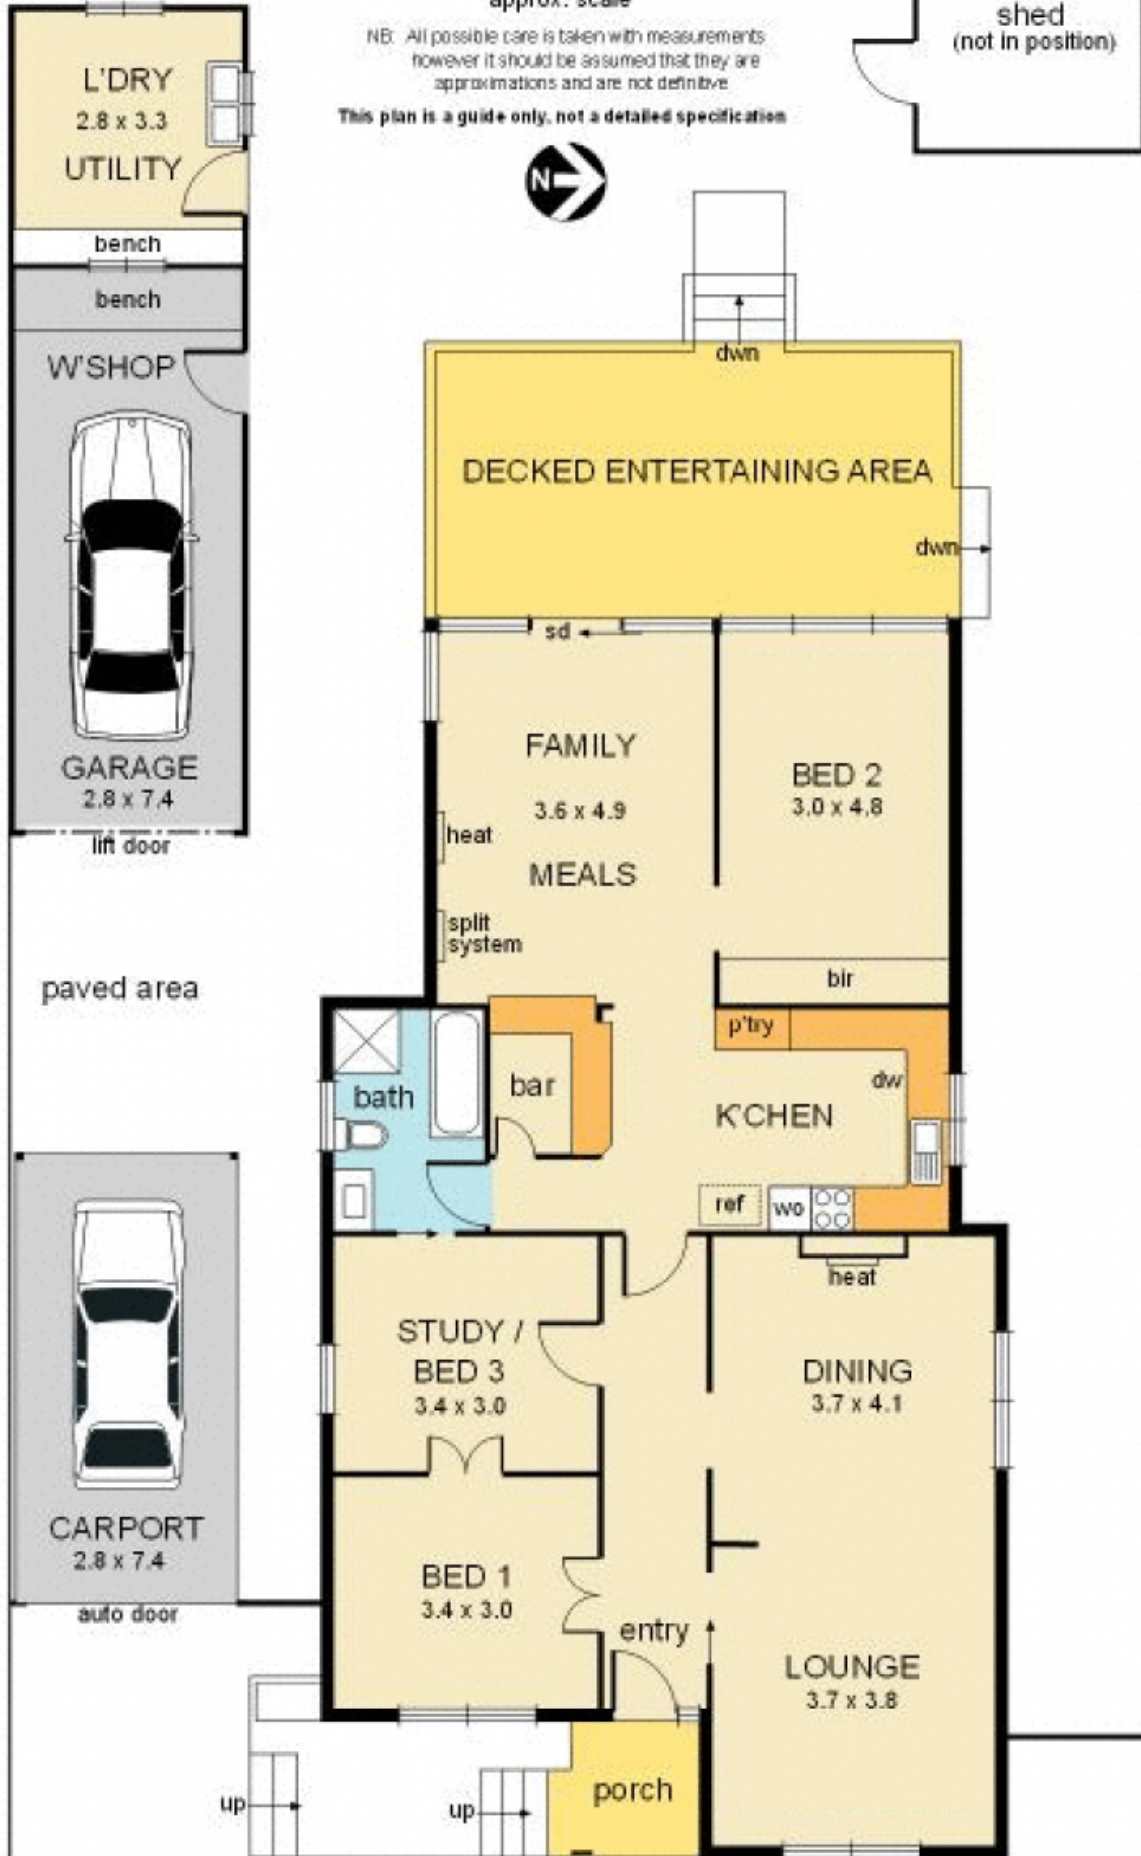 approx. scale
NB: All possible care is taken with measurements
however it should be assumed that they are
approximations and are not definitive
This plan is a guide only, not a detailed specification
N
shed
(not in position)
L'DRY
2.8 x 3.3
UTILITY
bench
bench
W'SHOP
GARAGE
2.8 x 7.4
lift door
dwn
DECKED ENTERTAINING AREA
dwn
sd
FAMILY
3.6 x 4.9
MEALS
heat
split
system
BED 2
3.0 x 4.8
bir
paved area
bath
bar
p'try
dw
K'CHEN
ref
wo
heat
STUDY /
BED 3
3.4 x 3.0
DINING
3.7 x 4.1
CARPORT
2.8 x 7.4
auto door
BED 1
3.4 x 3.0
entry
LOUNGE
3.7 x 3.8
porch
up
up